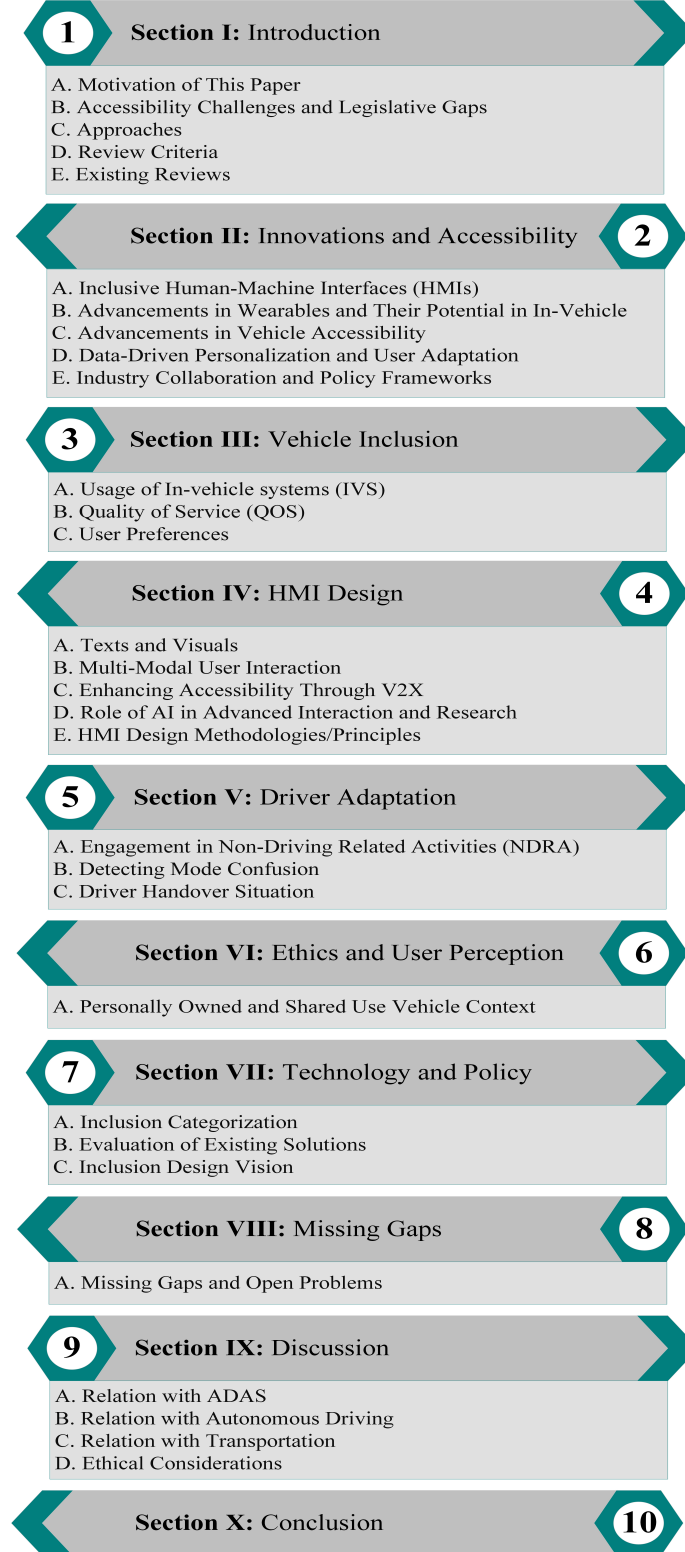 1 Section I: Introduction
A. Motivation of This Paper
B. Accessibility Challenges and Legislative Gaps
C. Approaches
D. Review Criteria
E. Existing Reviews
Section II: Innovations and Accessibility 2
A. Inclusive Human-Machine Interfaces (HMIs)
B. Advancements in Wearables and Their Potential in In-Vehicle
C. Advancements in Vehicle Accessibility
D. Data-Driven Personalization and User Adaptation
E. Industry Collaboration and Policy Frameworks
3 Section III: Vehicle Inclusion
A. Usage of In-vehicle systems (IVS)
B. Quality of Service (QOS)
C. User Preferences
Section IV: HMI Design 4
A. Texts and Visuals
B. Multi-Modal User Interaction
C. Enhancing Accessibility Through V2X
D. Role of AI in Advanced Interaction and Research
E. HMI Design Methodologies/Principles
5 Section V: Driver Adaptation
A. Engagement in Non-Driving Related Activities (NDRA)
B. Detecting Mode Confusion
C. Driver Handover Situation
Section VI: Ethics and User Perception 6
A. Personally Owned and Shared Use Vehicle Context
7 Section VII: Technology and Policy
A. Inclusion Categorization
B. Evaluation of Existing Solutions
C. Inclusion Design Vision
Section VIII: Missing Gaps 8
A. Missing Gaps and Open Problems
9 Section IX: Discussion
A. Relation with ADAS
B. Relation with Autonomous Driving
C. Relation with Transportation
D. Ethical Considerations
Section X: Conclusion 10